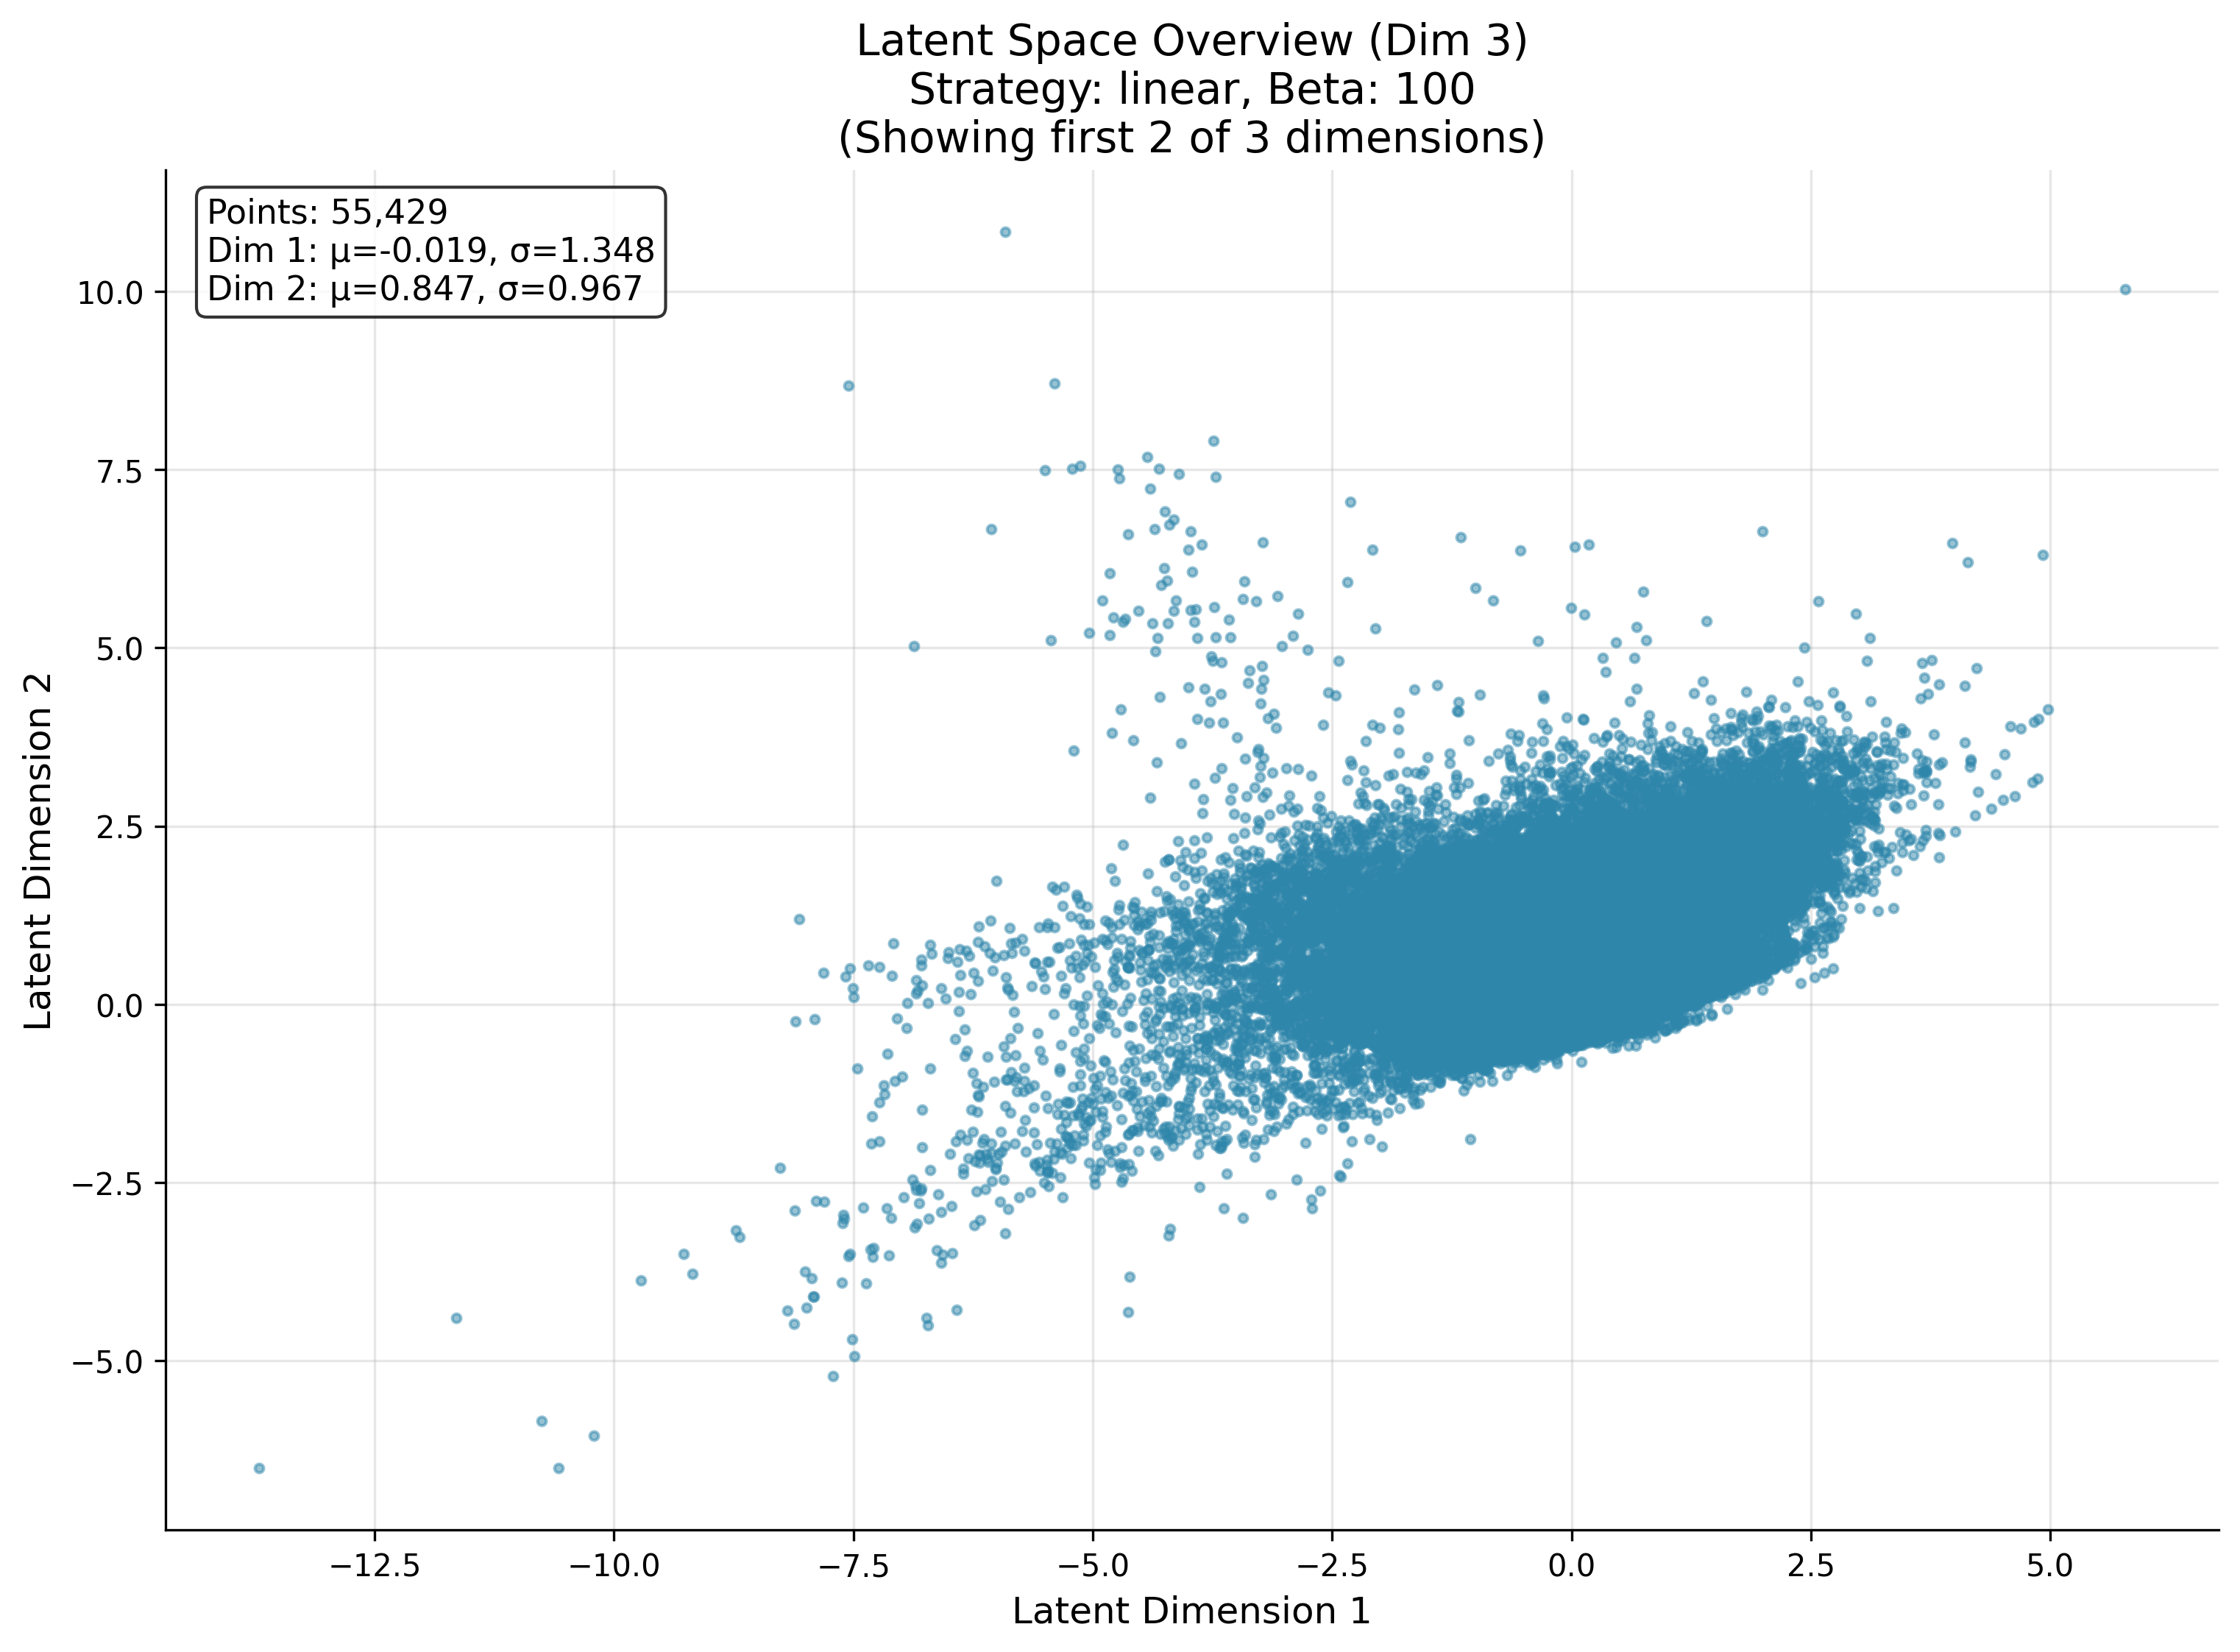 Latent Space Overview (Dim 3)
Strategy: linear, Beta: 100
(Showing first 2 of 3 dimensions)
Points: 55,429
Dim 1: μ=-0.019, σ=1.348
Dim 2: μ=0.847, σ=0.967
10.0
7.5
5.0
2.5
0.0
−2.5
−5.0
Latent Dimension 2
−12.5
−10.0
−7.5
−5.0
−2.5
0.0
2.5
5.0
Latent Dimension 1